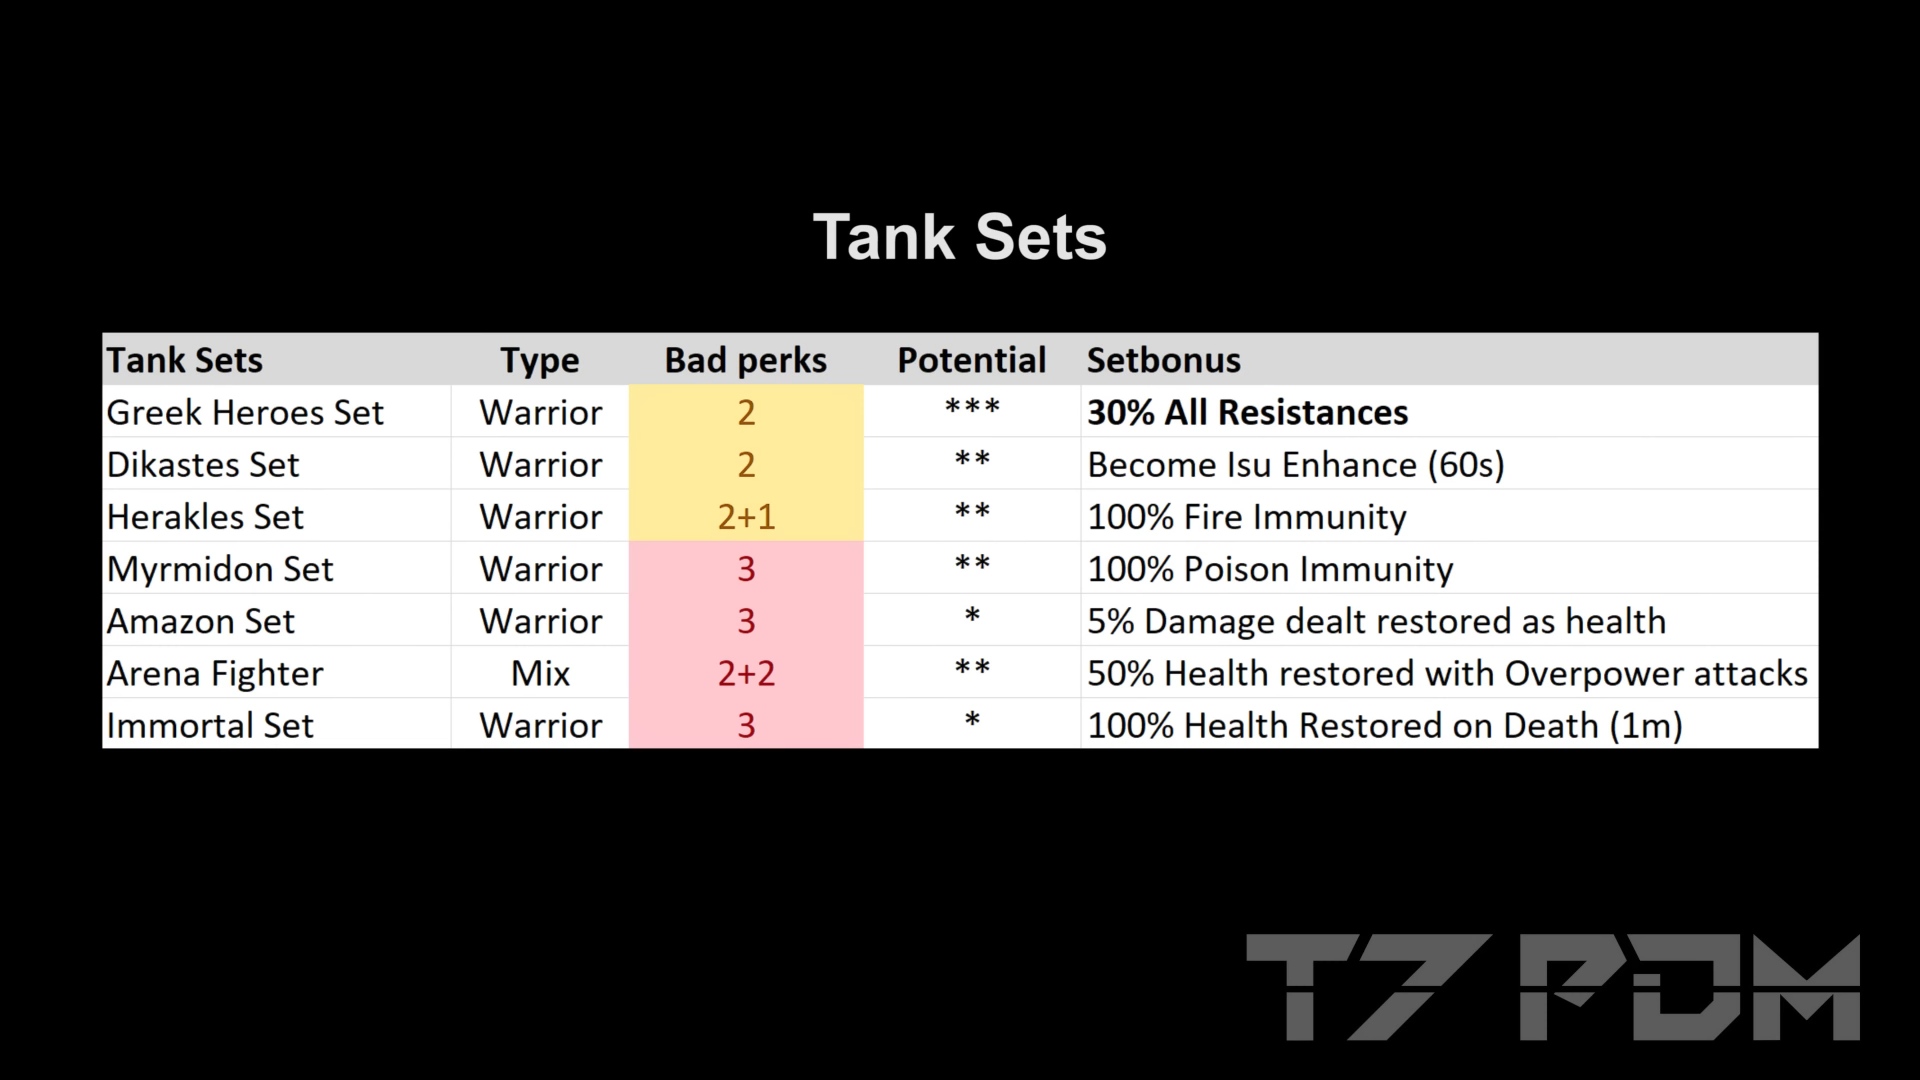 Tank Sets
Tank Sets Type Bad perks Potential Setbonus
Greek Heroes Set Warrior 2 *** 30% All Resistances
Dikastes Set Warrior 2 ** Become Isu Enhance (60s)
Herakles Set Warrior 2+1 ** 100% Fire Immunity
Myrmidon Set Warrior 3 ** 100% Poison Immunity
Amazon Set Warrior 3 * 5% Damage dealt restored as health
Arena Fighter Mix 2+2 ** 50% Health restored with Overpower attacks
Immortal Set Warrior 3 * 100% Health Restored on Death (1m)
T7 PDM